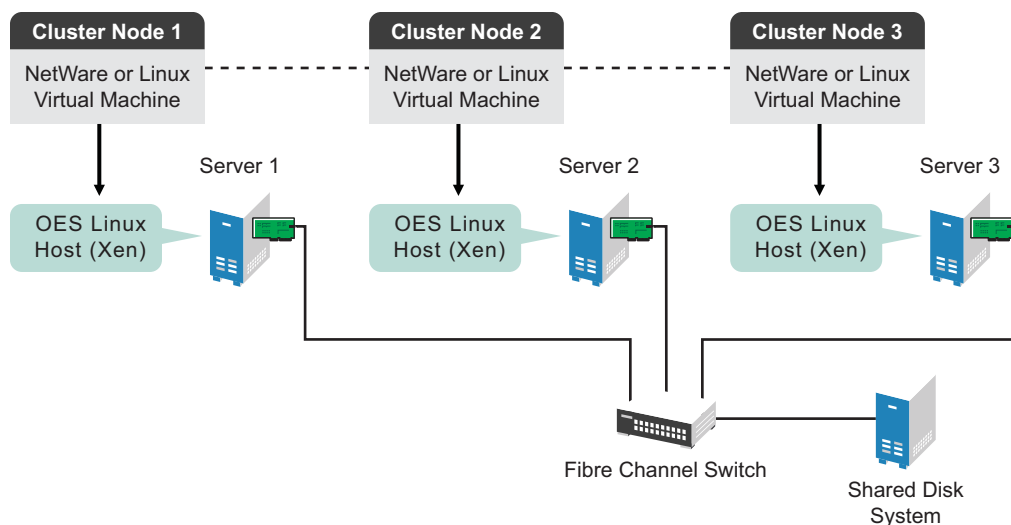 Cluster Node 1
NetWare or Linux
Virtual Machine
Cluster Node 2
NetWare or Linux
Virtual Machine
Cluster Node 3
NetWare or Linux
Virtual Machine
Server 1
Server 2
Server 3
OES Linux
Host (Xen)
OES Linux
Host (Xen)
OES Linux
Host (Xen)
Fibre Channel Switch
Shared Disk
System